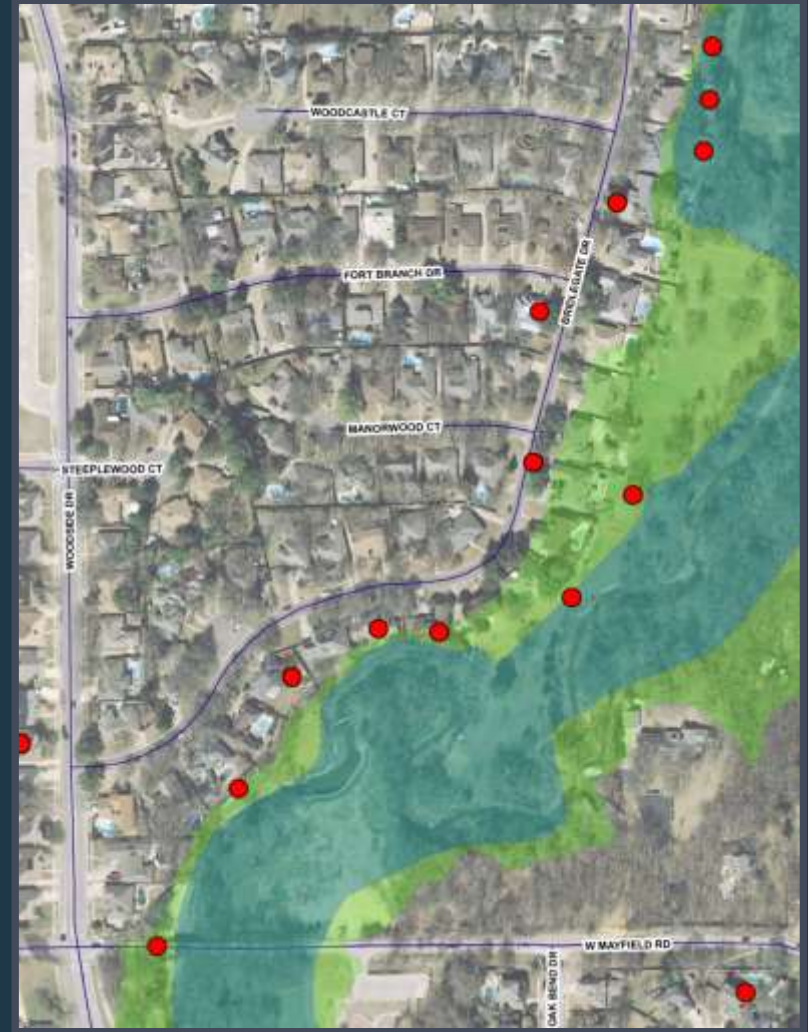 WOODCASTLE CT
FORT BRANCH DR
BRIDLEGATE DR
MANORWOOD CT
STEEPLEWOOD CT
WOODSIDE DR
W MAYFIELD RD
OAK BEND DR